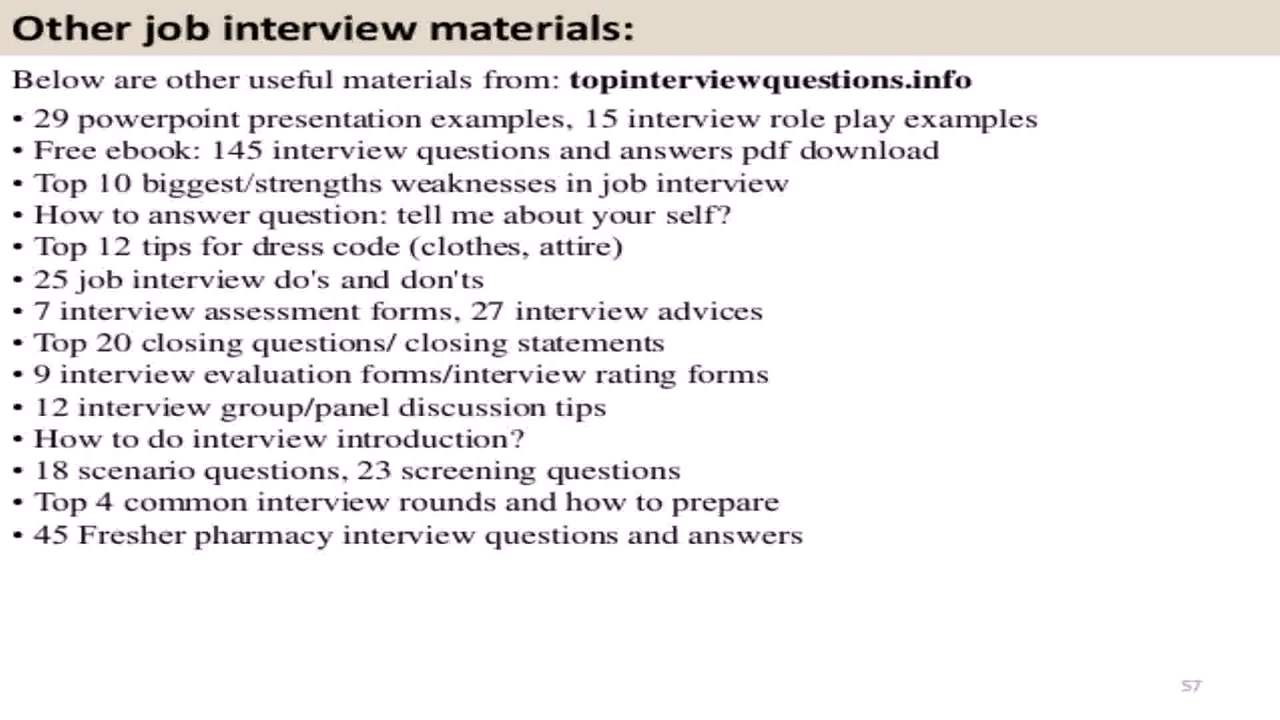 Other job interview materials:
Below are other useful materials from: topinterviewquestions.info
• 29 powerpoint presentation examples, 15 interview role play examples
• Free ebook: 145 interview questions and answers pdf download
• Top 10 biggest/strengths weaknesses in job interview
• How to answer question: tell me about your self?
• Top 12 tips for dress code (clothes, attire)
• 25 job interview do's and don'ts
• 7 interview assessment forms, 27 interview advices
• Top 20 closing questions/ closing statements
• 9 interview evaluation forms/interview rating forms
• 12 interview group/panel discussion tips
• How to do interview introduction?
• 18 scenario questions, 23 screening questions
• Top 4 common interview rounds and how to prepare
• 45 Fresher pharmacy interview questions and answers
57